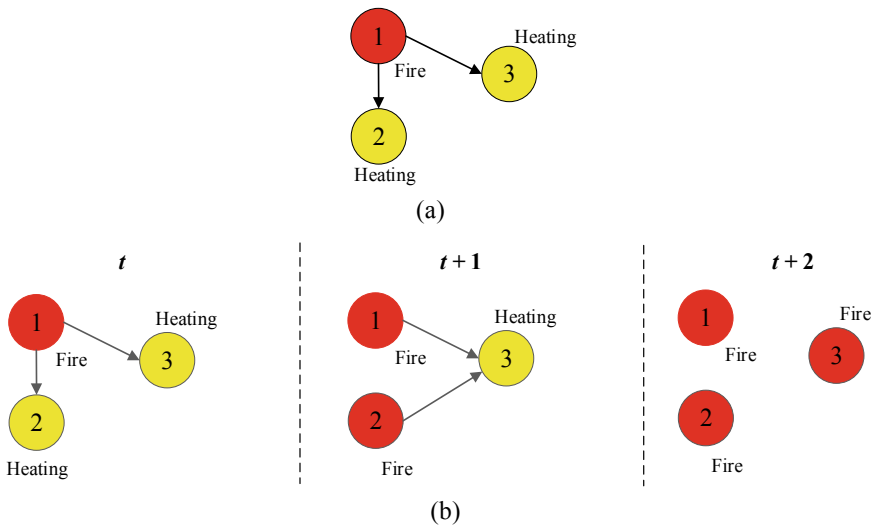 1
Heating
3
Fire
2
Heating
(a)
t
t + 1
t + 2
1
Heating
3
Fire
2
Heating
1
Heating
3
Fire
2
Fire
1
Fire
3
Fire
2
Fire
(b)